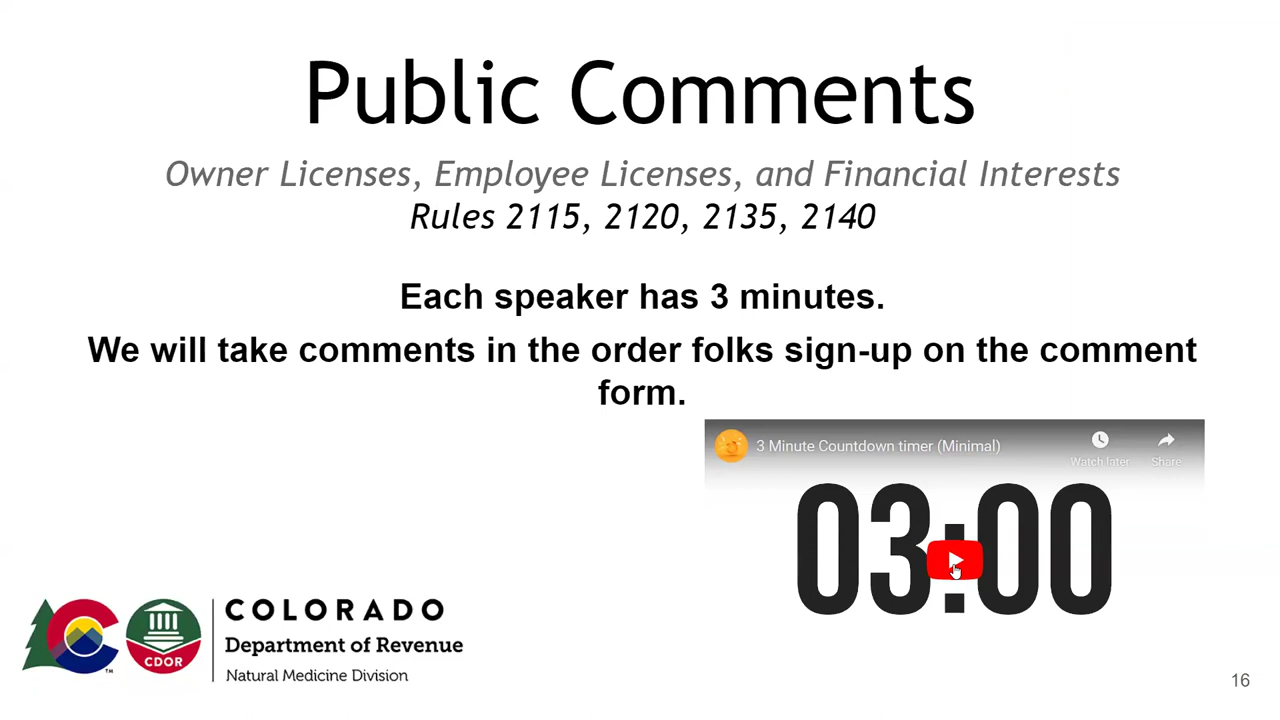 Public Comments
Owner Licenses, Employee Licenses, and Financial Interests
Rules 2115, 2120, 2135, 2140
Each speaker has 3 minutes.
We will take comments in the order folks sign-up on the comment
form.
3 Minute Countdown timer (Minimal)
Watch later
Share
03:00
COLORADO
Department of Revenue
Natural Medicine Division
CDOR
TM
16